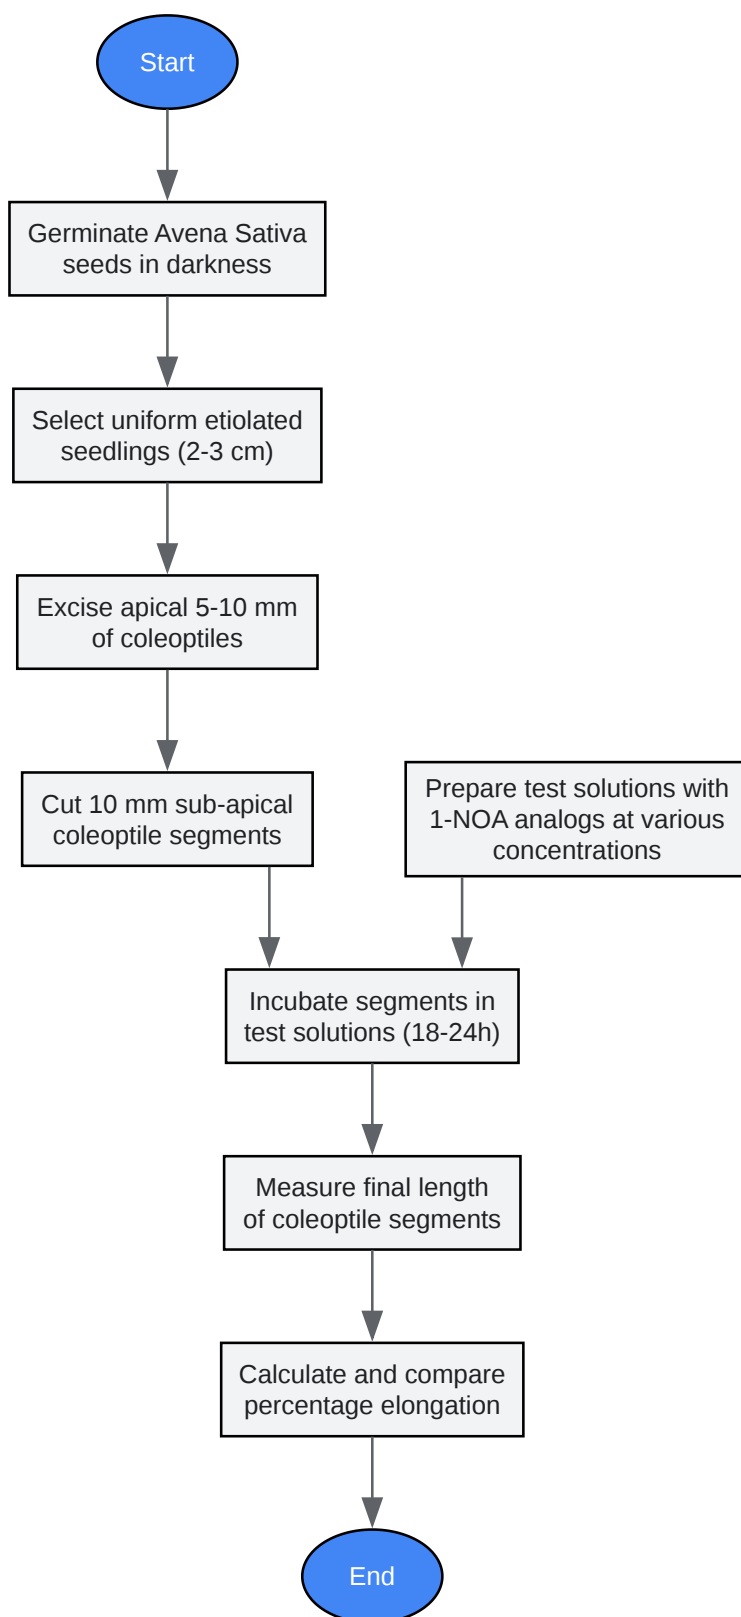 Start
Germinate Avena Sativa
seeds in darkness
Select uniform etiolated
seedlings (2-3 cm)
Excise apical 5-10 mm
of coleoptiles
Cut 10 mm sub-apical
coleoptile segments
Prepare test solutions with
1-NOA analogs at various
concentrations
Incubate segments in
test solutions (18-24h)
Measure final length
of coleoptile segments
Calculate and compare
percentage elongation
End